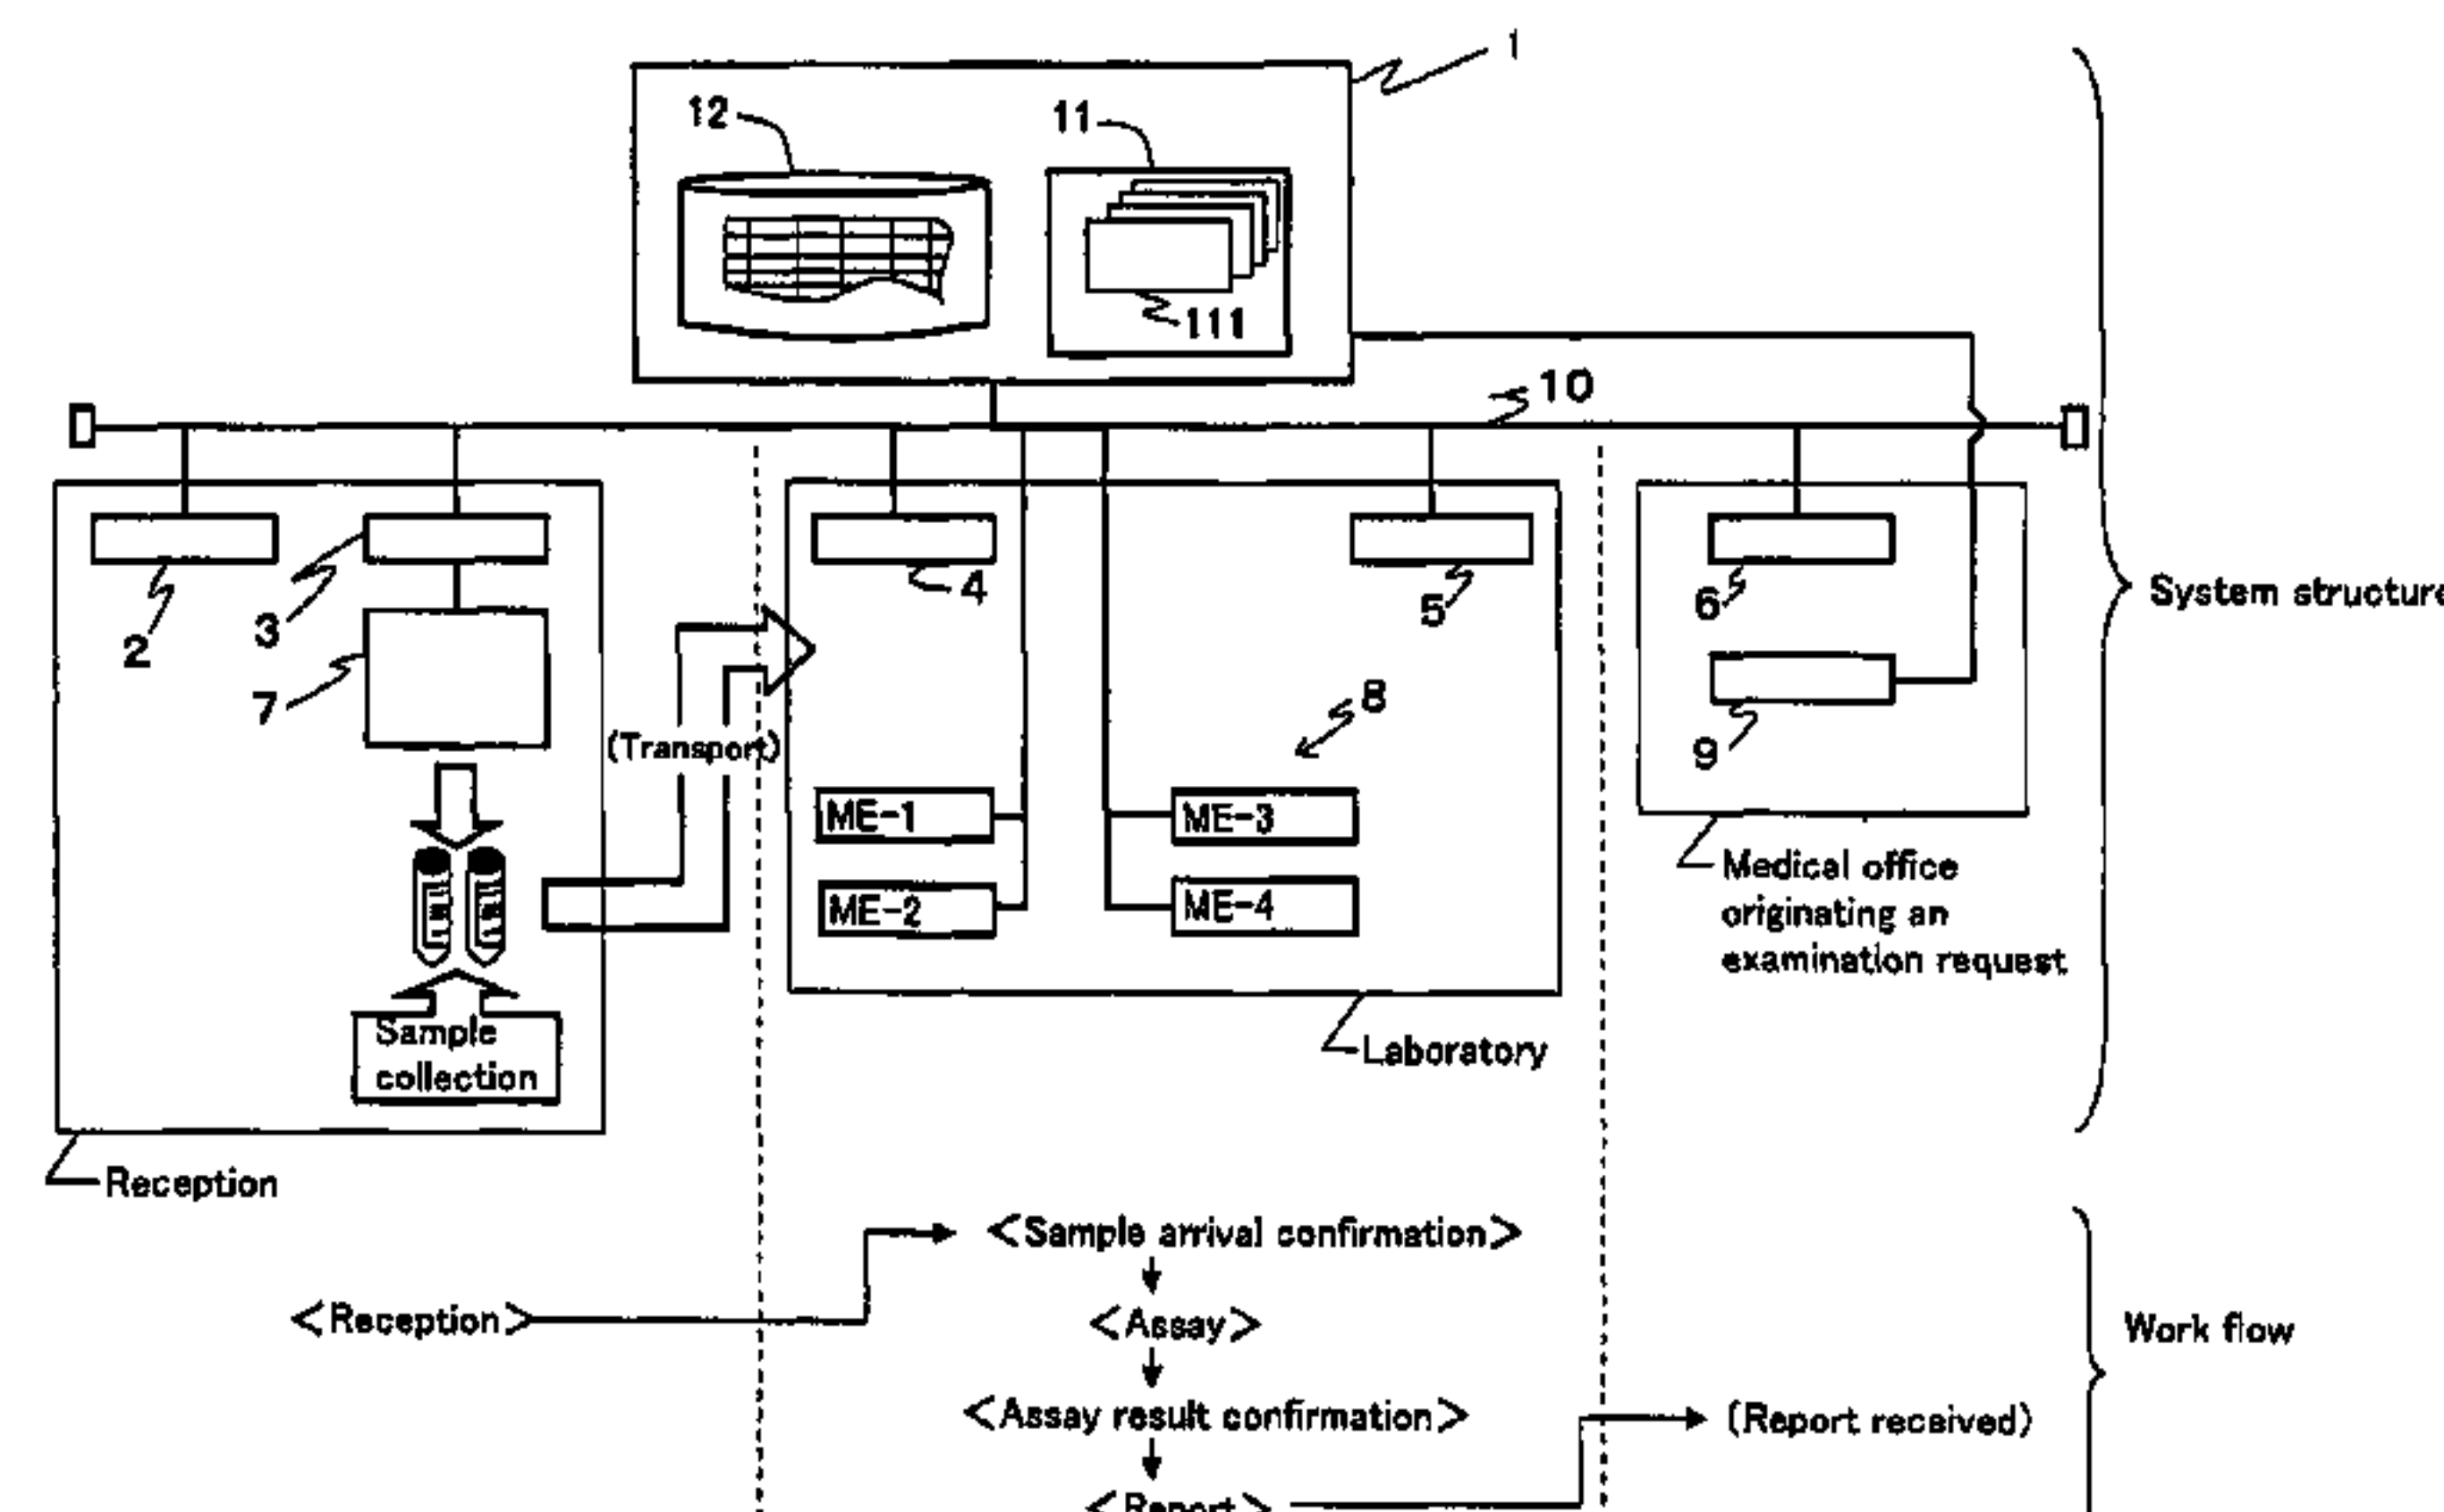 1
12
11
111
10
2
3
4
5
6
System structure
7
(Transport)
8
9
ME-1
ME-3
ME-2
ME-4
Medical office
originating an
examination request
Sample
collection
Laboratory
Reception
<Sample arrival confirmation>
<Reception>
<Assay>
Work flow
<Assay result confirmation>
(Report received)
<Report>